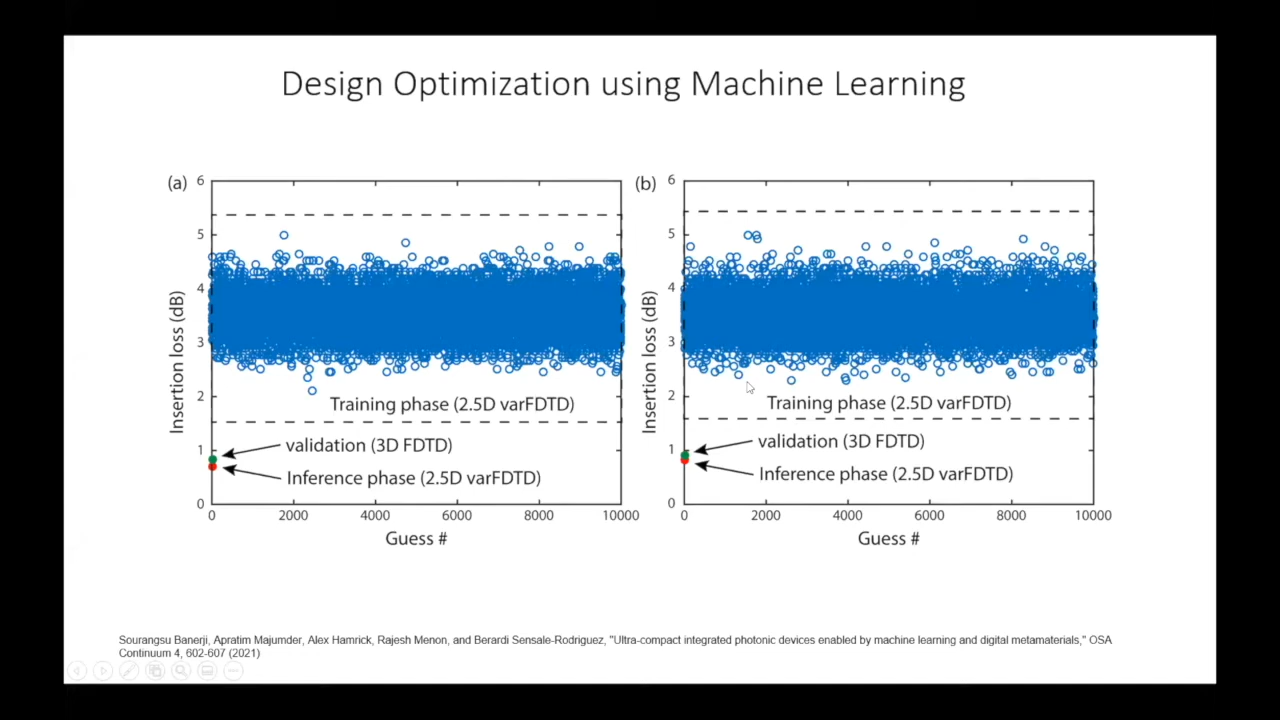 Design Optimization using Machine Learning
(a)
6
5
4
3
2
1
0
Insertion loss (dB)
Training phase (2.5D varFDTD)
validation (3D FDTD)
Inference phase (2.5D varFDTD)
0 2000 4000 6000 8000 10000
Guess #
(b)
6
5
4
3
2
1
0
Insertion loss (dB)
Training phase (2.5D varFDTD)
validation (3D FDTD)
Inference phase (2.5D varFDTD)
0 2000 4000 6000 8000 10000
Guess #
Sourangsu Banerji, Apratim Majumder, Alex Hamrick, Rajesh Menon, and Berardi Sensale-Rodriguez, "Ultra-compact integrated photonic devices enabled by machine learning and digital metamaterials," OSA
Continuum 4, 602-607 (2021)